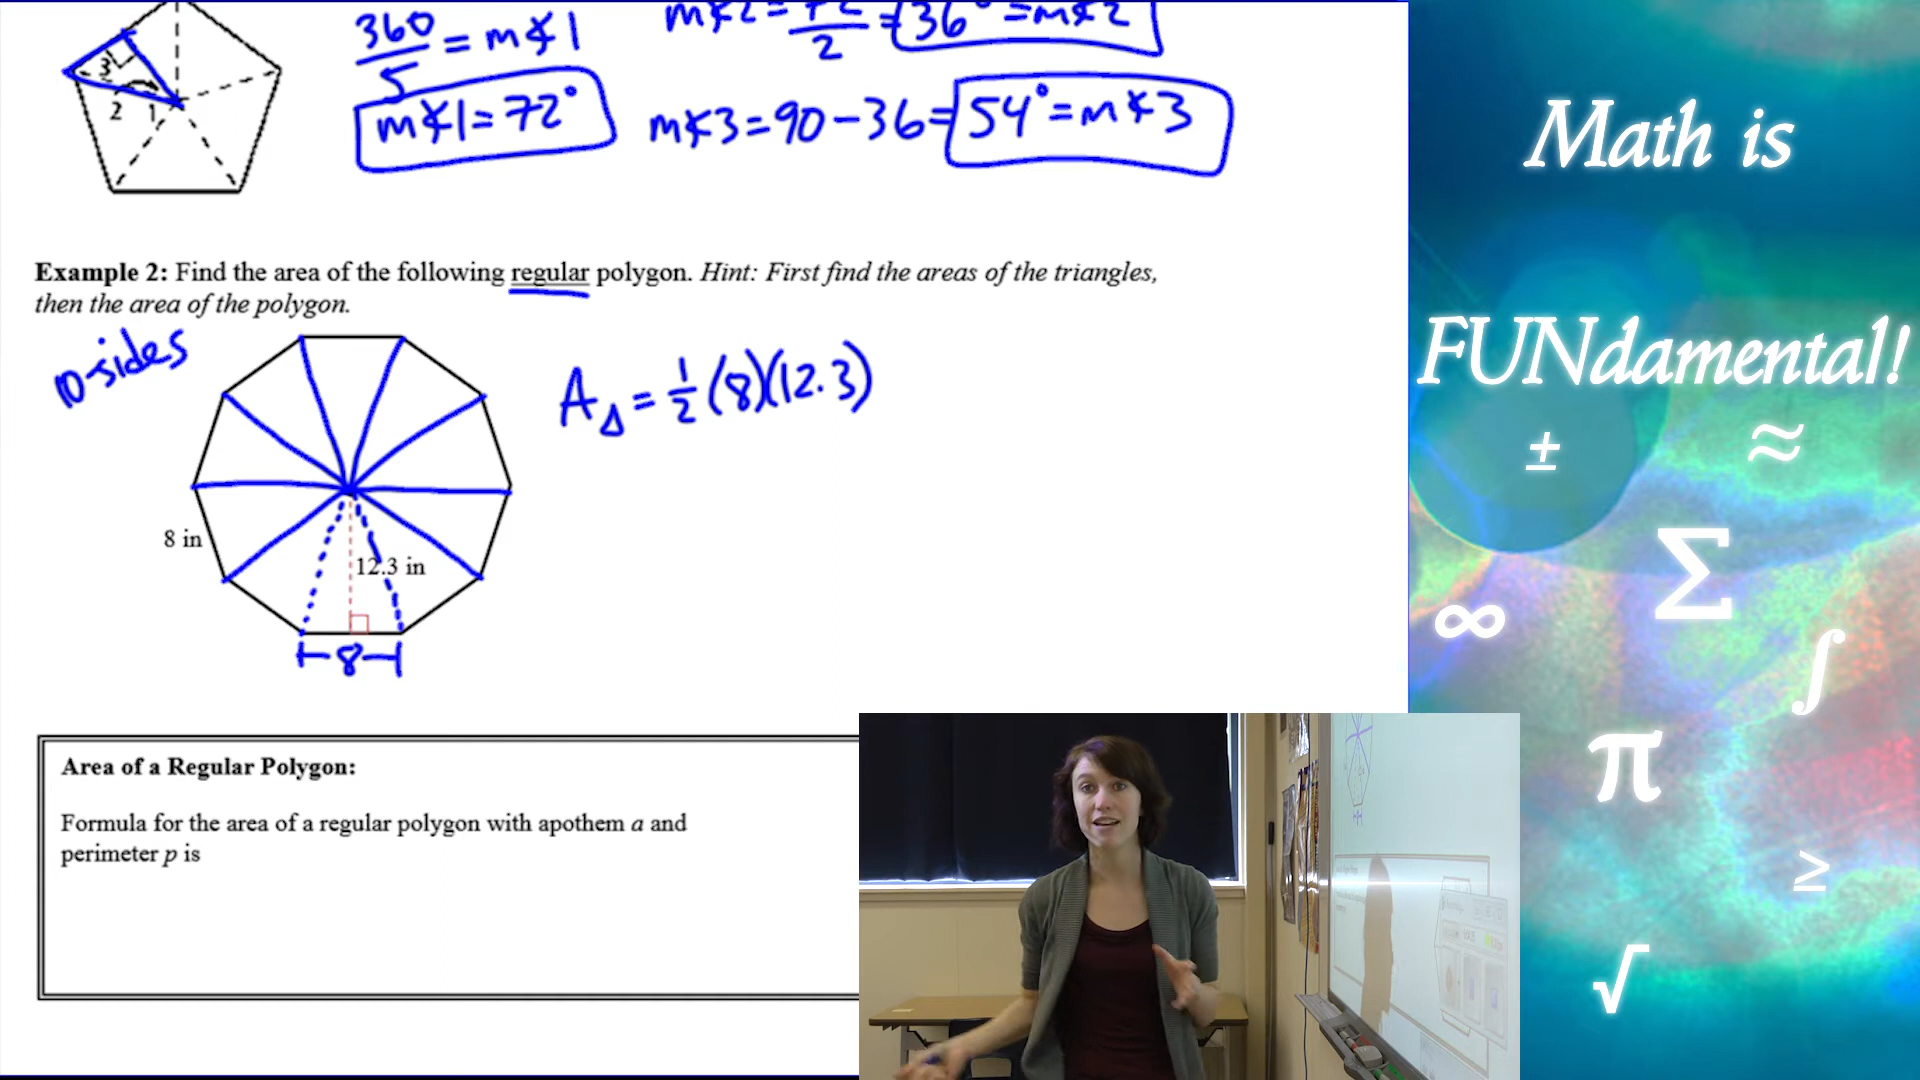 360/5 = m∡1
m∡2 = 72/2 = 36° = m∡2
m∡1 = 72°
m∡3 = 90 − 36 = 54° = m∡3
3
2
1
Example 2: Find the area of the following regular polygon. Hint: First find the areas of the triangles,
then the area of the polygon.
10-sides
A△ = 1/2 (8)(12.3)
8 in
12.3 in
8
Area of a Regular Polygon:
Formula for the area of a regular polygon with apothem a and
perimeter p is
Math is
FUNdamental!
± ≈
Σ
∞
∫
π
≥
√